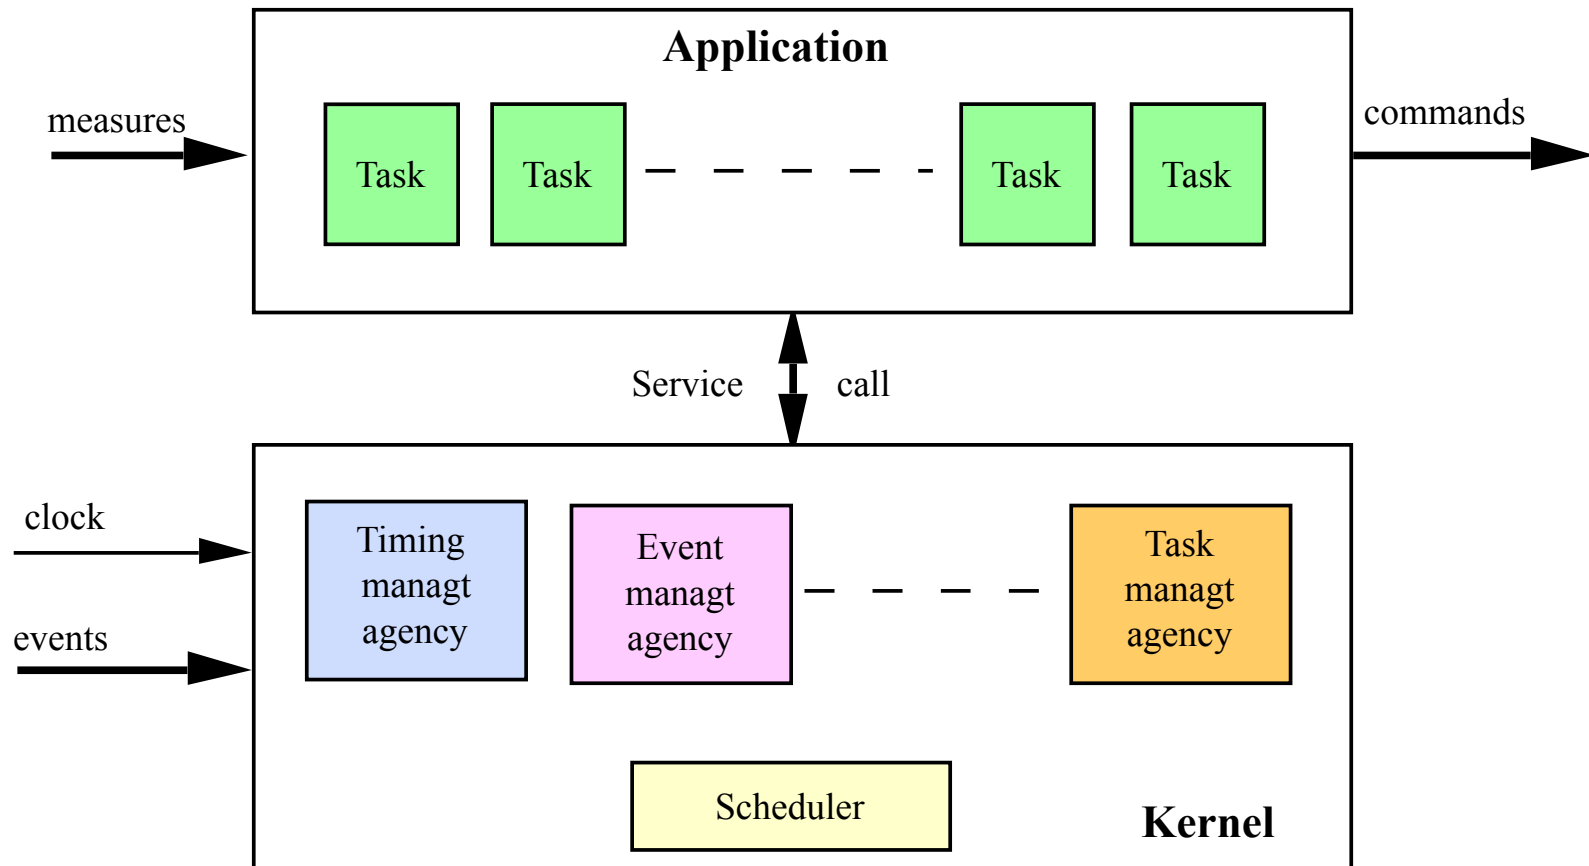 Application
measures
commands
Task
Task
Task
Task
Service call
clock
events
Timing
managt
agency
Event
managt
agency
Task
managt
agency
Scheduler
Kernel